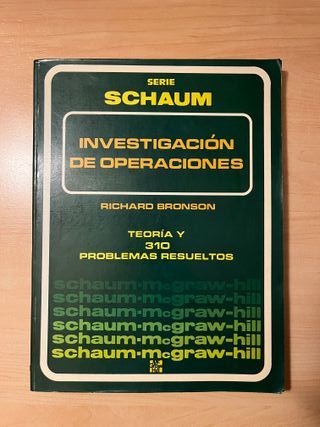 SERIE
SCHAUM
INVESTIGACIÓN
DE OPERACIONES
RICHARD BRONSON
TEORÍA Y
310
PROBLEMAS RESUELTOS
schaum·mcgraw-hill
schaum·mcgraw-hill
schaum·mcgraw-hill
schaum·mcgraw-hill
schaum·mcgraw-hill
schaum·mcgraw-hill